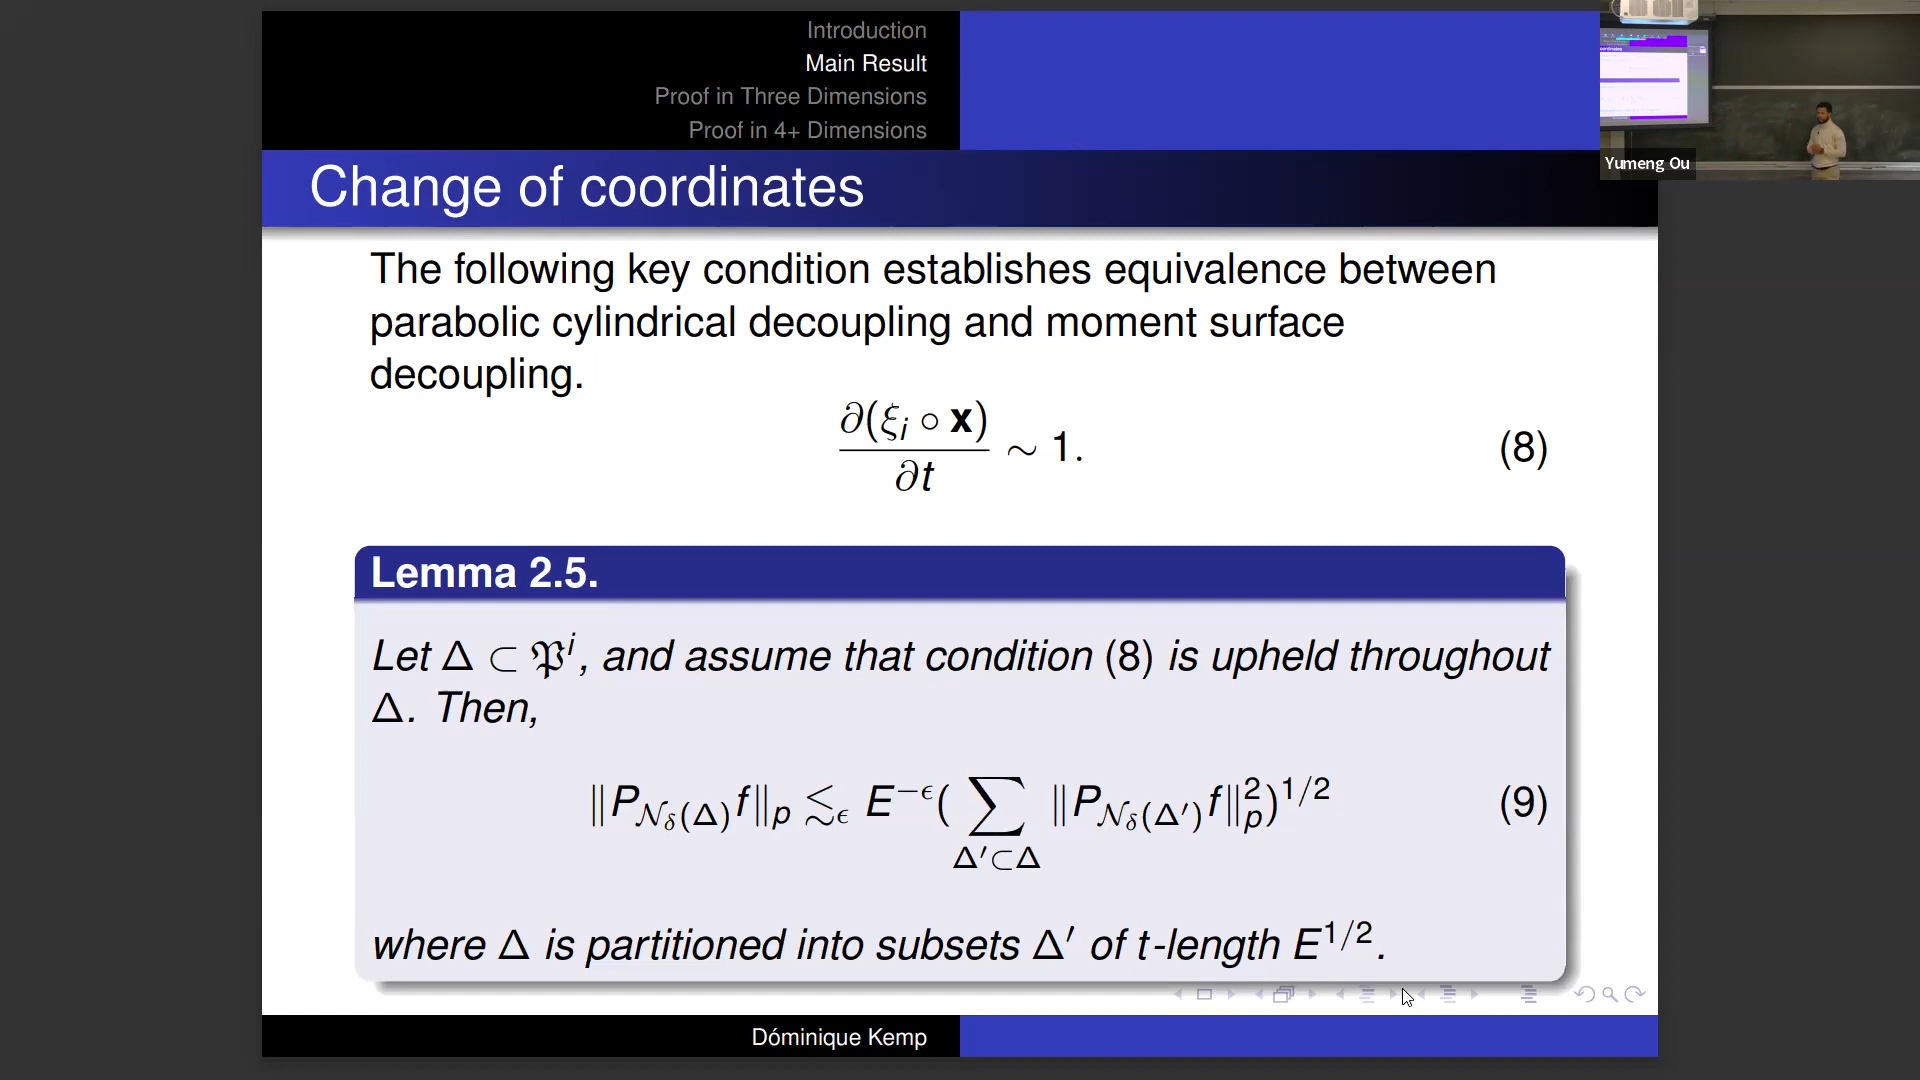 Introduction
Main Result
Proof in Three Dimensions
Proof in 4+ Dimensions
Yumeng Ou
Change of coordinates
The following key condition establishes equivalence between
parabolic cylindrical decoupling and moment surface
decoupling.
∂(ξ_i ∘ 𝐱)/∂t ∼ 1. (8)
Lemma 2.5.
Let Δ ⊂ 𝔓^i, and assume that condition (8) is upheld throughout
Δ. Then,
‖P_{𝒩_δ(Δ)} f‖_p ≲_ϵ E^{−ϵ}( ∑_{Δ′⊂Δ} ‖P_{𝒩_δ(Δ′)} f‖_p^2)^{1/2} (9)
where Δ is partitioned into subsets Δ′ of t-length E^{1/2}.
Dóminique Kemp